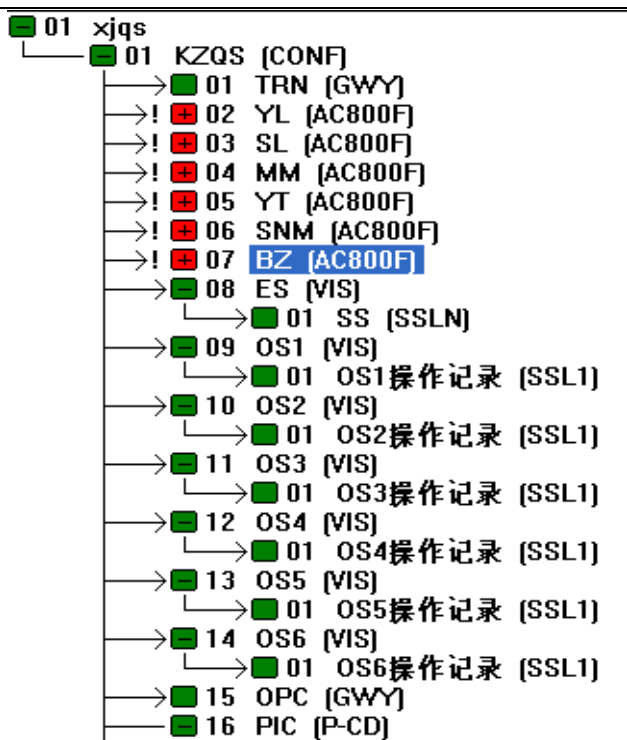 01 xjqs
01 KZQS (CONF)
01 TRN (GWY)
! 02 YL (AC800F)
! 03 SL (AC800F)
! 04 MM (AC800F)
! 05 YT (AC800F)
! 06 SNM (AC800F)
! 07 BZ (AC800F)
08 ES (VIS)
01 SS (SSLN)
09 OS1 (VIS)
01 OS1操作记录 (SSL1)
10 OS2 (VIS)
01 OS2操作记录 (SSL1)
11 OS3 (VIS)
01 OS3操作记录 (SSL1)
12 OS4 (VIS)
01 OS4操作记录 (SSL1)
13 OS5 (VIS)
01 OS5操作记录 (SSL1)
14 OS6 (VIS)
01 OS6操作记录 (SSL1)
15 OPC (GWY)
16 PIC (P-CD)